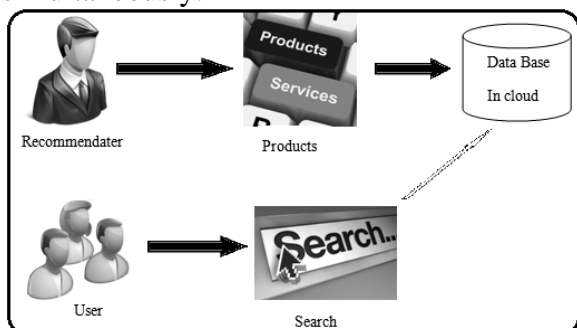 Products
Services
Data Base
In cloud
Recommendater
Products
Search..
User
Search